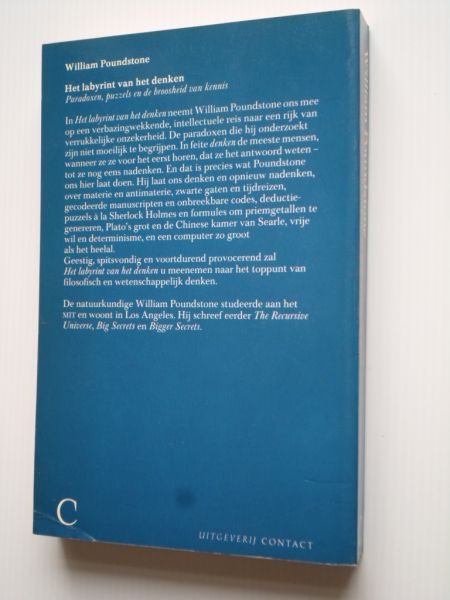 William Poundstone
Het labyrint van het denken
Paradoxen, puzzels en de broosheid van kennis
In Het labyrint van het denken neemt William Poundstone ons mee
op een verbazingwekkende, intellectuele reis naar een rijk van
verrukkelijke onzekerheid. De paradoxen die hij onderzoekt
zijn niet moeilijk te begrijpen. In feite denken de meeste mensen,
wanneer ze ze voor het eerst horen, dat ze het antwoord weten –
tot ze nog eens nadenken. En dat is precies wat Poundstone
ons hier laat doen. Hij laat ons denken en opnieuw nadenken,
over materie en antimaterie, zwarte gaten en tijdreizen,
gecodeerde manuscripten en onbreekbare codes, deductie-
puzzels à la Sherlock Holmes en formules om priemgetallen te
genereren, Plato's grot en de Chinese kamer van Searle, vrije
wil en determinisme, en een computer zo groot
als het heelal.
Geestig, spitsvondig en voortdurend provocerend zal
Het labyrint van het denken u meenemen naar het toppunt van
filosofisch en wetenschappelijk denken.
De natuurkundige William Poundstone studeerde aan het
MIT en woont in Los Angeles. Hij schreef eerder The Recursive
Universe, Big Secrets en Bigger Secrets.
C
UITGEVERIJ CONTACT
William Poundstone